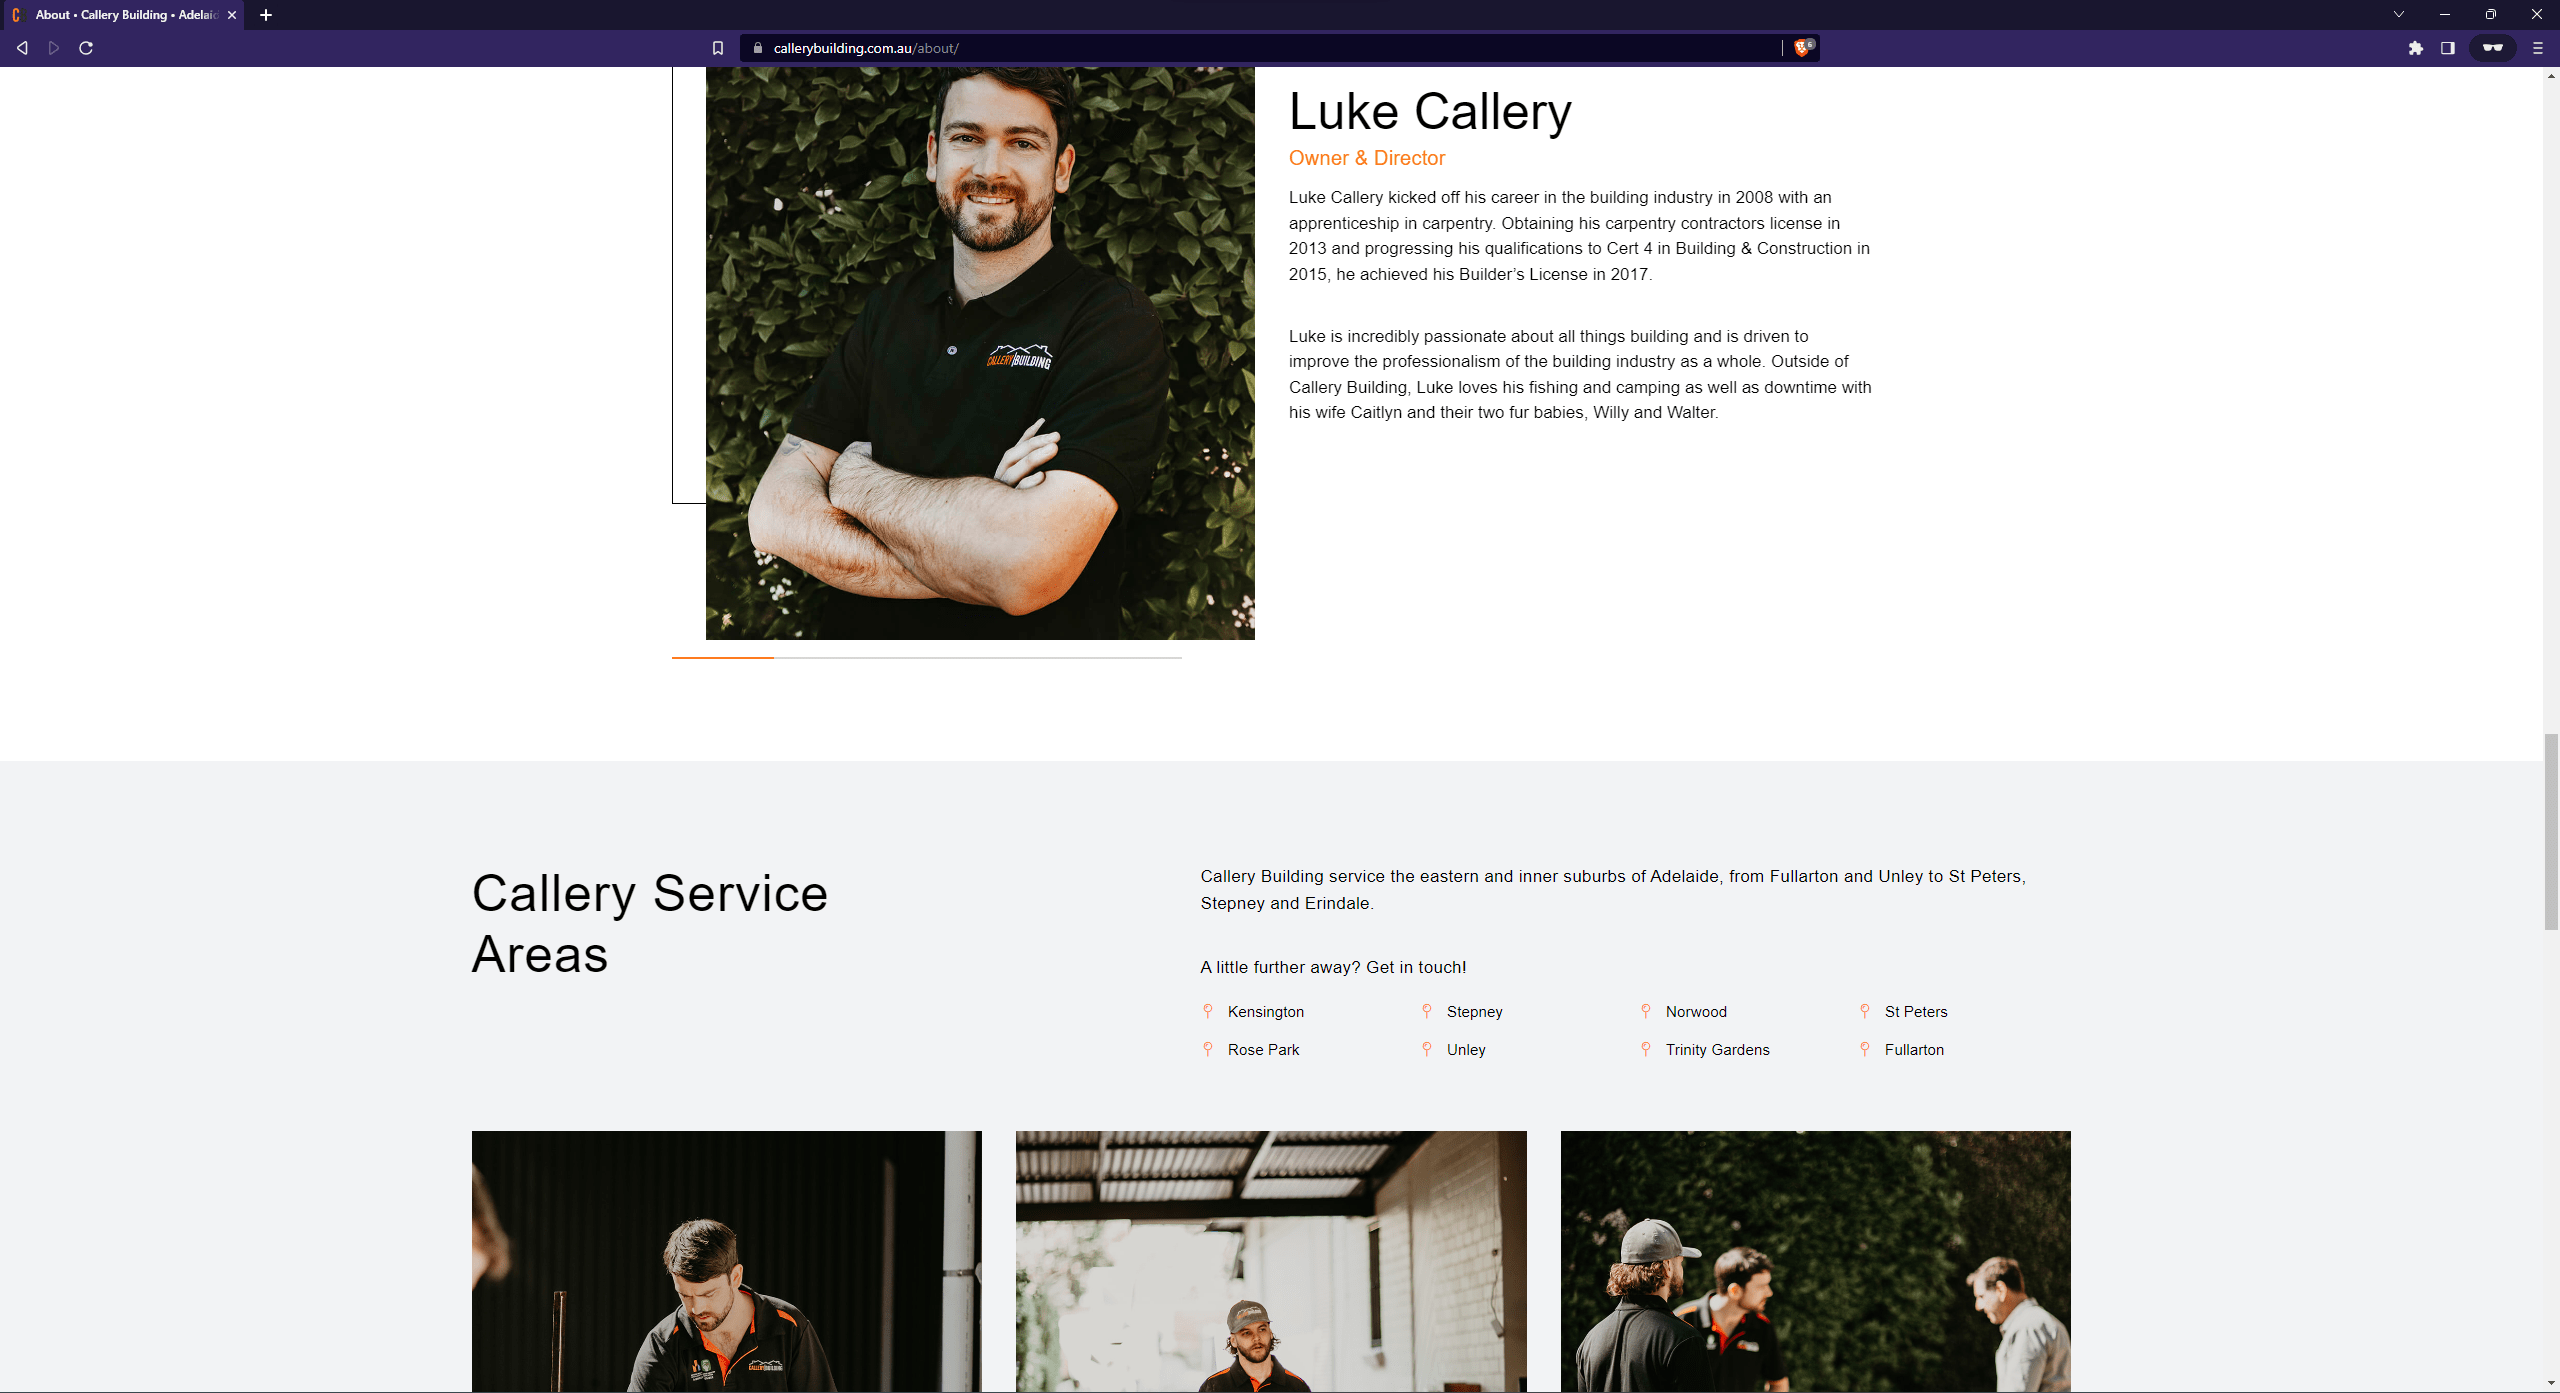 About • Callery Building • Adelaid
callerybuilding.com.au/about/
6
Luke Callery
Owner & Director
Luke Callery kicked off his career in the building industry in 2008 with an
apprenticeship in carpentry. Obtaining his carpentry contractors license in
2013 and progressing his qualifications to Cert 4 in Building & Construction in
2015, he achieved his Builder’s License in 2017.
Luke is incredibly passionate about all things building and is driven to
improve the professionalism of the building industry as a whole. Outside of
Callery Building, Luke loves his fishing and camping as well as downtime with
his wife Caitlyn and their two fur babies, Willy and Walter.
CALLERY BUILDING
Callery Service
Areas
Callery Building service the eastern and inner suburbs of Adelaide, from Fullarton and Unley to St Peters,
Stepney and Erindale.
A little further away? Get in touch!
Kensington Stepney Norwood St Peters
Rose Park Unley Trinity Gardens Fullarton
CALLERY BUILDING